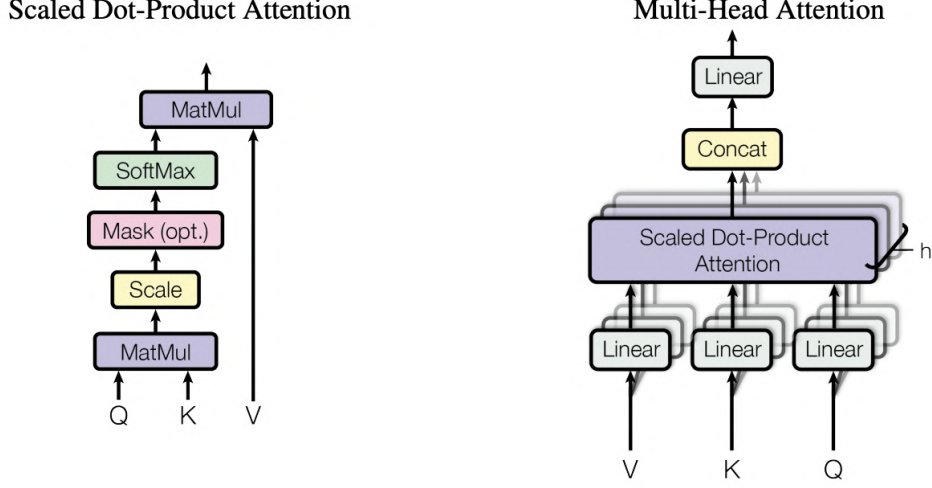 Scaled Dot-Product Attention
MatMul
SoftMax
Mask (opt.)
Scale
MatMul
Q K V
Multi-Head Attention
Linear
Concat
Scaled Dot-Product
Attention
h
Linear Linear Linear
V K Q